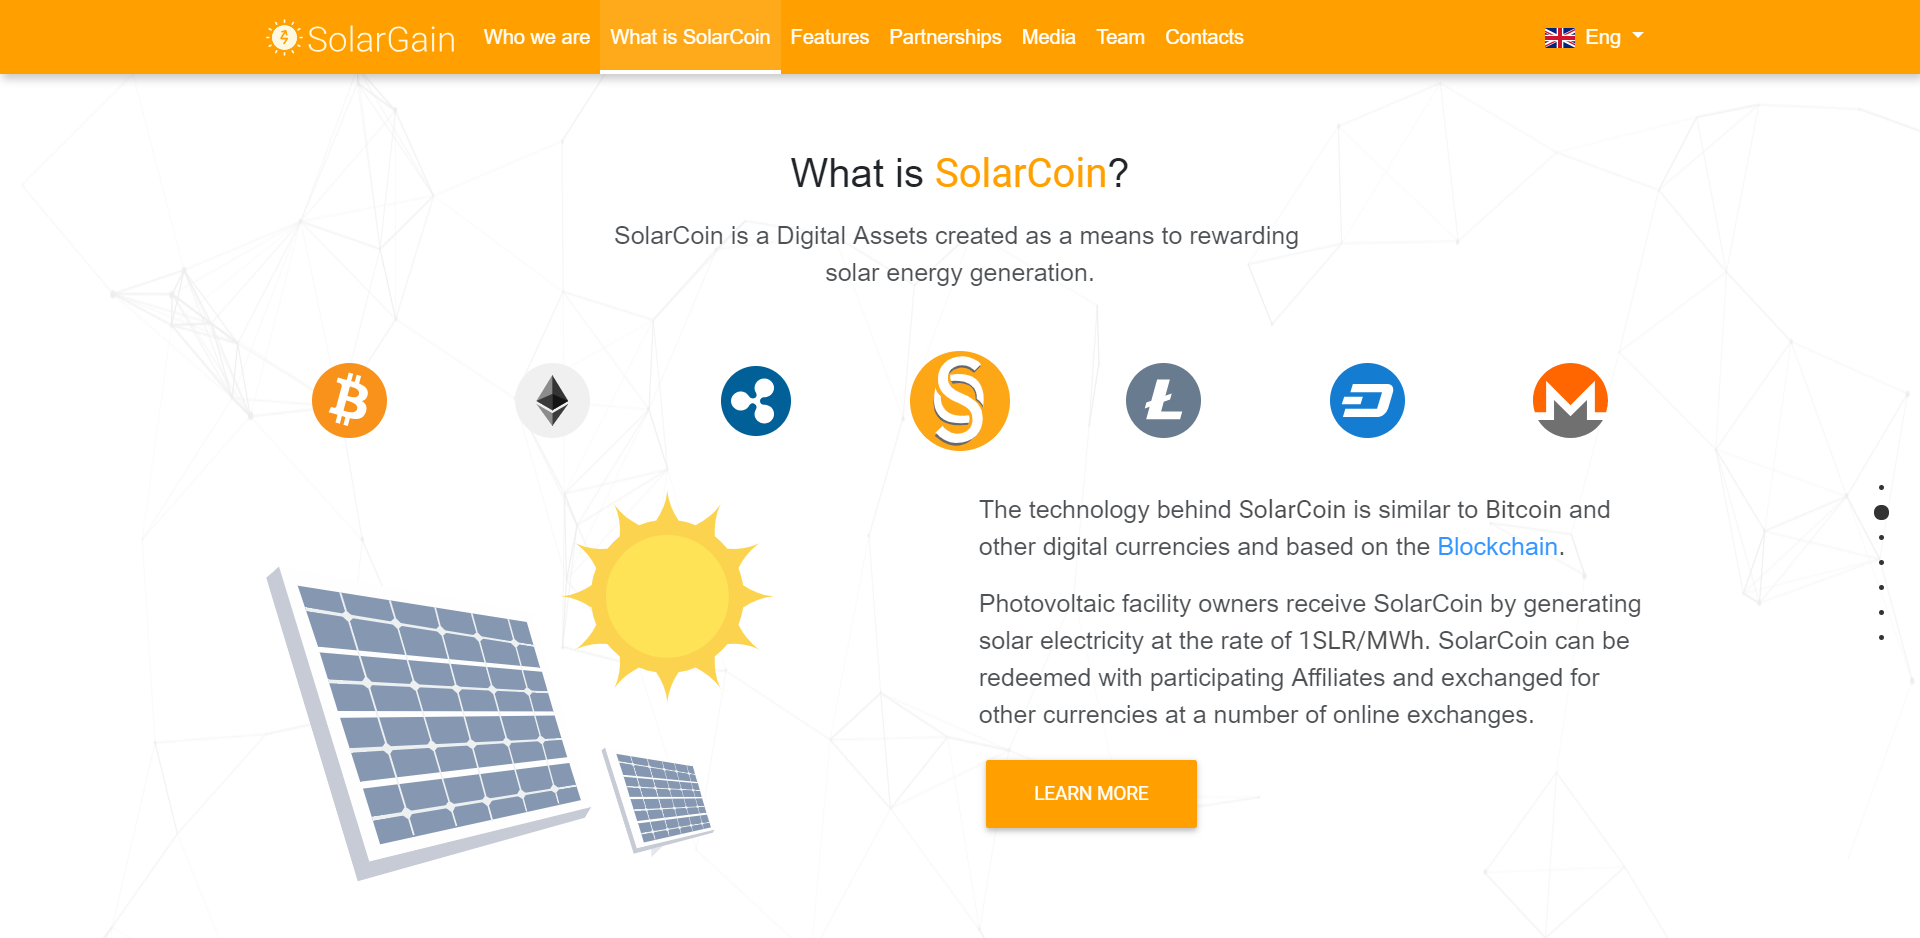 SolarGain Who we are What is SolarCoin Features Partnerships Media Team Contacts Eng
What is SolarCoin?
SolarCoin is a Digital Assets created as a means to rewarding
solar energy generation.
The technology behind SolarCoin is similar to Bitcoin and
other digital currencies and based on the Blockchain.
Photovoltaic facility owners receive SolarCoin by generating
solar electricity at the rate of 1SLR/MWh. SolarCoin can be
redeemed with participating Affiliates and exchanged for
other currencies at a number of online exchanges.
LEARN MORE